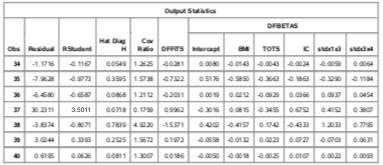 Output Statistics
DFBETAS
Obs Residual RStudent Hat Diag H Cov Ratio DFFITS Intercept BMI TOTS IC stdx1x3 stdx3x4
34 -1.1716 -0.1167 0.0549 1.2625 -0.0281 0.0080 -0.0143 -0.0043 -0.0024 -0.0059 0.0064
35 -7.9628 -0.9773 0.3595 1.5738 -0.7322 0.5176 -0.5850 -0.3663 -0.1863 -0.3290 -0.1184
36 -6.4580 -0.6587 0.0868 1.2112 -0.2031 0.0019 0.0212 -0.0929 0.0366 0.0937 0.0454
37 30.2311 3.5011 0.0718 0.1799 0.9962 -0.3016 0.0815 -0.3455 0.6752 0.4152 0.3807
38 -3.8374 -0.8071 0.7839 4.9220 -1.5371 0.4202 -0.4157 0.1742 -0.4333 1.2033 0.7795
39 3.0244 0.3393 0.2525 1.5672 0.1972 -0.0558 -0.0132 0.0223 0.0727 -0.0703 0.0631
40 0.6195 0.0626 0.0811 1.3007 0.0186 -0.0050 -0.0018 -0.0025 0.0107 0.0022 0.0093